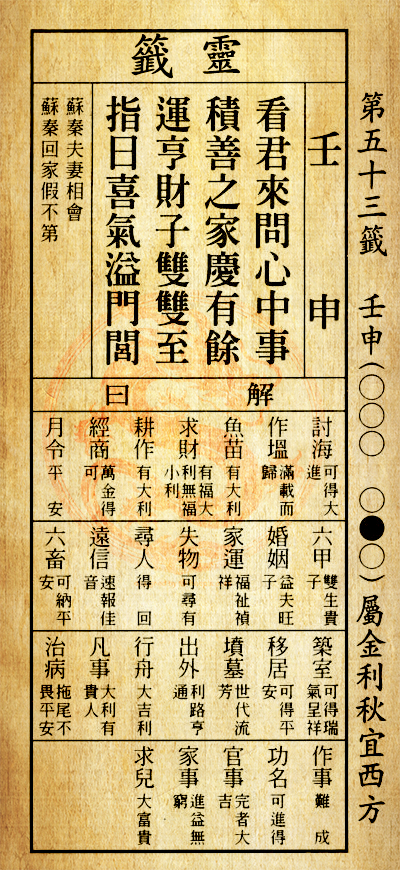 第五十三籤　壬申(○○○　○●○)屬金利秋宜西方
靈籤
壬申
看君來問心中事
積善之家慶有餘
運亨財子雙雙至
指日喜氣溢門閭
蘇秦夫妻相會
蘇秦回家假不第
解曰
討海　可得大進
作塭　滿載而歸
魚苗　有大利
求財　有福大利無福小利
耕作　有大利
經商　萬金得可
月令　平安
六甲　雙生貴子
婚姻　益夫旺子
家運　福祉禎祥
失物　可尋有
尋人　得回
遠信　速報佳音
六畜　可納平安
築室　可得瑞氣呈祥
移居　可得平安
墳墓　世代流芳
出外　利路亨通
行舟　大吉利
凡事　大利有貴人
治病　拖尾不畏平安
作事　難成
功名　可進得
官事　完者大吉
家事　進益無窮
求兒　大富貴